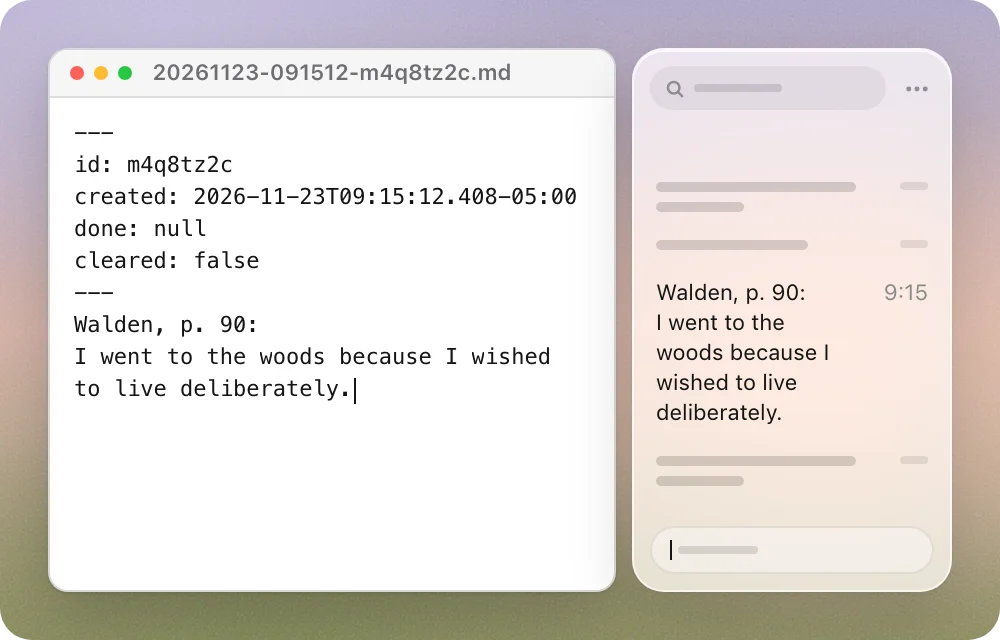 20261123-091512-m4q8tz2c.md
---
id: m4q8tz2c
created: 2026-11-23T09:15:12.408-05:00
done: null
cleared: false
---
Walden, p. 90:
I went to the woods because I wished
to live deliberately.
Walden, p. 90:
9:15
I went to the
woods because I
wished to live
deliberately.